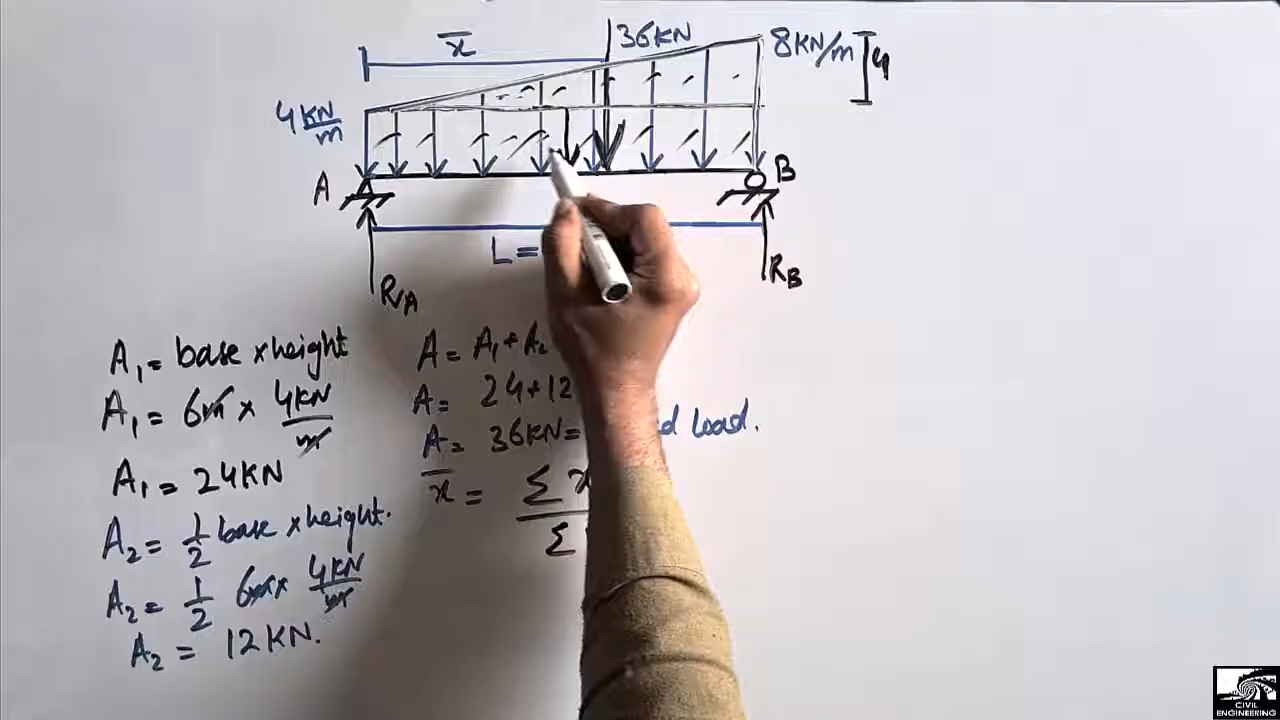 x̄
36KN
8KN/m
4
4KN/m
A
B
L=
RA
RB
A1 = base × height
A1 = 6m × 4KN/m
A1 = 24KN
A2 = 1/2 base × height.
A2 = 1/2 6m × 4KN/m
A2 = 12KN.
A = A1 + A2
A = 24+12
A = 36KN=
Load.
x̄ = Σ x
Σ
CIVIL
ENGINEERING